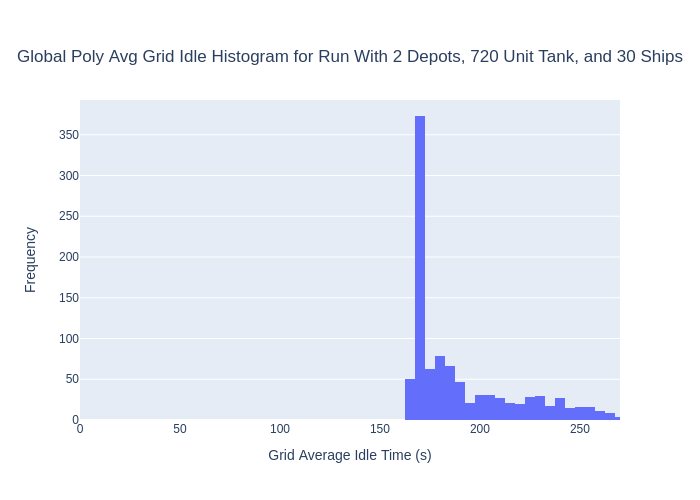 Global Poly Avg Grid Idle Histogram for Run With 2 Depots, 720 Unit Tank, and 30 Ships
350
300
250
200
150
100
50
0
Frequency
0 50 100 150 200 250
Grid Average Idle Time (s)